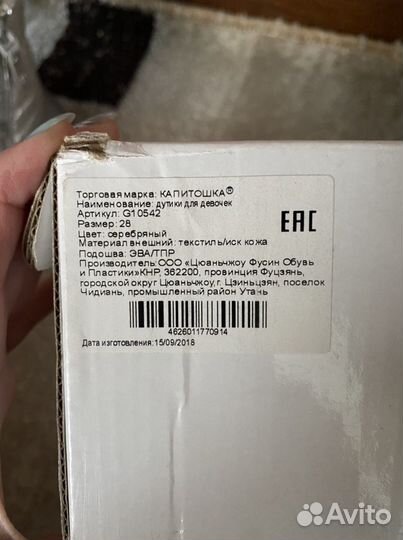 Торговая марка: КАПИТОШКА®
Наименование: дутики для девочек
Артикул: G10542
Размер: 28
Цвет: серебряный
Материал внешний: текстиль/иск кожа
Подошва: ЭВА/ТПР
Производитель:ООО «Цюаньчжоу Фусин Обувь
и Пластики»КНР, 362200, провинция Фуцзянь,
городской округ Цюаньчжоу,г. Цзиньцзян, поселок
Чидиань, промышленный район Утань
EAC
4626011770914
Дата изготовления:15/09/2018
Avito